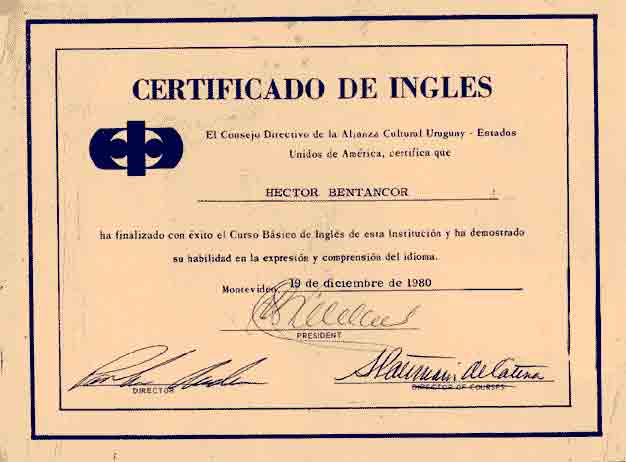 CERTIFICADO DE INGLES
El Consejo Directivo de la Alianza Cultural Uruguay - Estados
Unidos de América, certifica que
HECTOR BENTANCOR
ha finalizado con éxito el Curso Básico de Inglés de esta Institución y ha demostrado
su habilidad en la expresión y comprensión del idioma.
Montevideo, 19 de diciembre de 1980
PRESIDENT
DIRECTOR
DIRECTOR OF COURSES